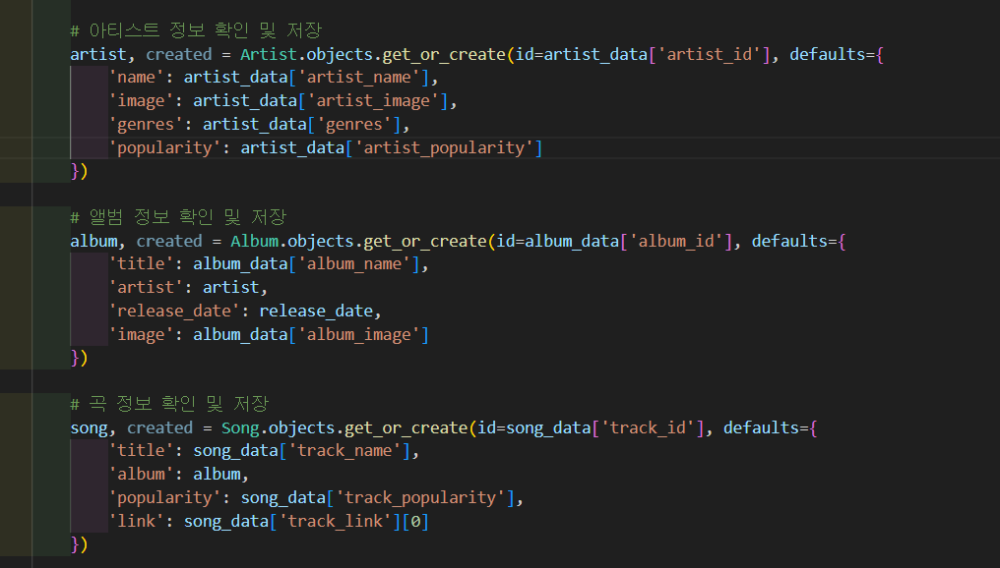 # 아티스트 정보 확인 및 저장
artist, created = Artist.objects.get_or_create(id=artist_data['artist_id'], defaults={
    'name': artist_data['artist_name'],
    'image': artist_data['artist_image'],
    'genres': artist_data['genres'],
    'popularity': artist_data['artist_popularity']
})
# 앨범 정보 확인 및 저장
album, created = Album.objects.get_or_create(id=album_data['album_id'], defaults={
    'title': album_data['album_name'],
    'artist': artist,
    'release_date': release_date,
    'image': album_data['album_image']
})
# 곡 정보 확인 및 저장
song, created = Song.objects.get_or_create(id=song_data['track_id'], defaults={
    'title': song_data['track_name'],
    'album': album,
    'popularity': song_data['track_popularity'],
    'link': song_data['track_link'][0]
})